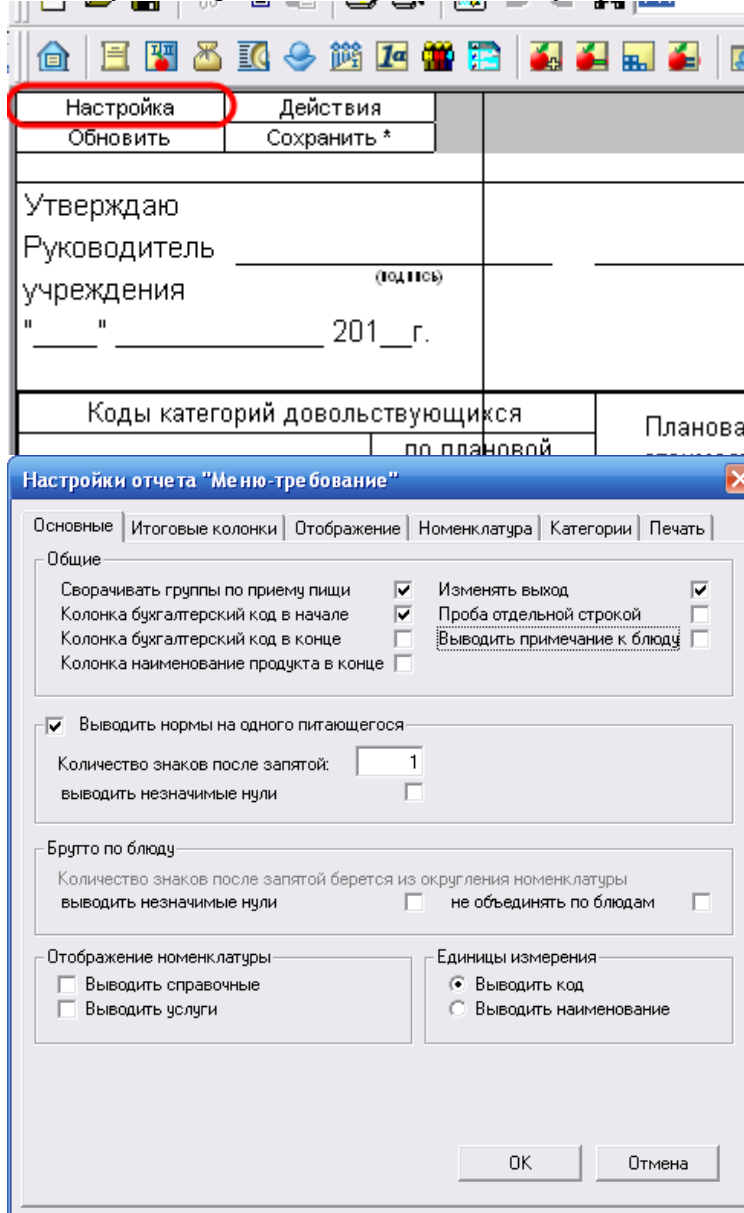 Настройка Действия
Обновить Сохранить *
Утверждаю
Руководитель
(подпись)
учреждения
"____" ____________ 201__г.
Коды категорий довольствующихся
Планова
по плановой
Настройки отчета "Меню-требование"
Основные Итоговые колонки Отображение Номенклатура Категории Печать
Общие
Сворачивать группы по приему пищи Изменять выход
Колонка бухгалтерский код в начале Проба отдельной строкой
Колонка бухгалтерский код в конце Выводить примечание к блюду
Колонка наименование продукта в конце
Выводить нормы на одного питающегося
Количество знаков после запятой: 1
выводить незначимые нули
Брутто по блюду
Количество знаков после запятой берется из округления номенклатуры
выводить незначимые нули не объединять по блюдам
Отображение номенклатуры Единицы измерения
Выводить справочные Выводить код
Выводить услуги Выводить наименование
OK Отмена